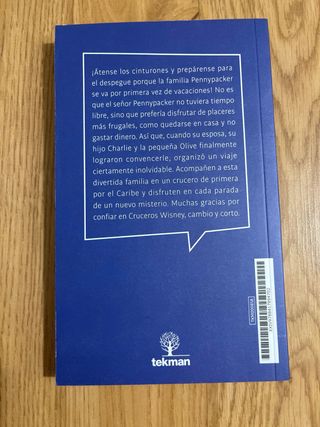 ¡Átense los cinturones y prepárense para
el despegue porque la familia Pennypacker
se va por primera vez de vacaciones! No es
que el señor Pennypacker no tuviera tiempo
libre, sino que prefería disfrutar de placeres
más frugales, como quedarse en casa y no
gastar dinero. Así que, cuando su esposa, su
hijo Charlie y la pequeña Olive finalmente
lograron convencerle, organizó un viaje
ciertamente inolvidable. Acompañen a esta
divertida familia en un crucero de primera
por el Caribe y disfruten en cada parada
de un nuevo misterio. Muchas gracias por
confiar en Cruceros Wisney, cambio y corto.
tekman